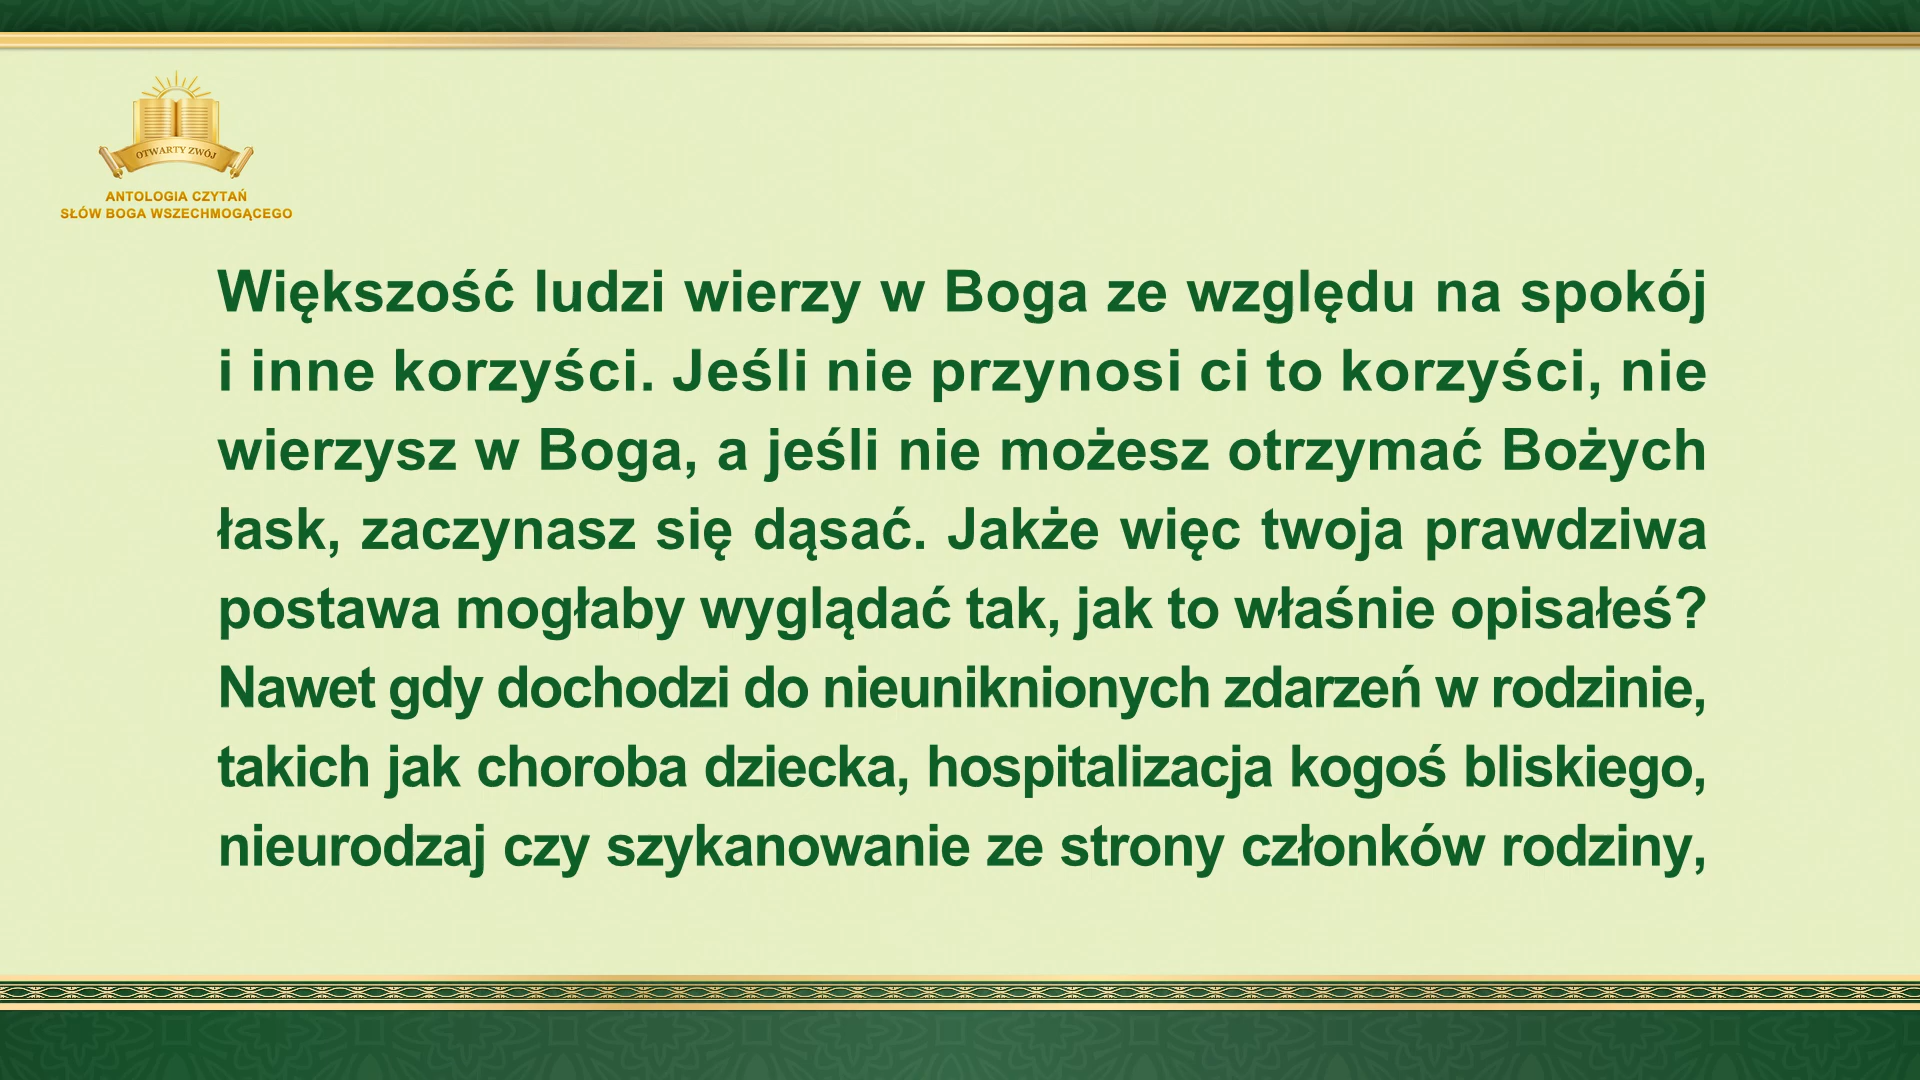 OTWARTY ZWÓJ
ANTOLOGIA CZYTAŃ
SŁÓW BOGA WSZECHMOGĄCEGO
Większość ludzi wierzy w Boga ze względu na spokój
i inne korzyści. Jeśli nie przynosi ci to korzyści, nie
wierzysz w Boga, a jeśli nie możesz otrzymać Bożych
łask, zaczynasz się dąsać. Jakże więc twoja prawdziwa
postawa mogłaby wyglądać tak, jak to właśnie opisałeś?
Nawet gdy dochodzi do nieuniknionych zdarzeń w rodzinie,
takich jak choroba dziecka, hospitalizacja kogoś bliskiego,
nieurodzaj czy szykanowanie ze strony członków rodziny,